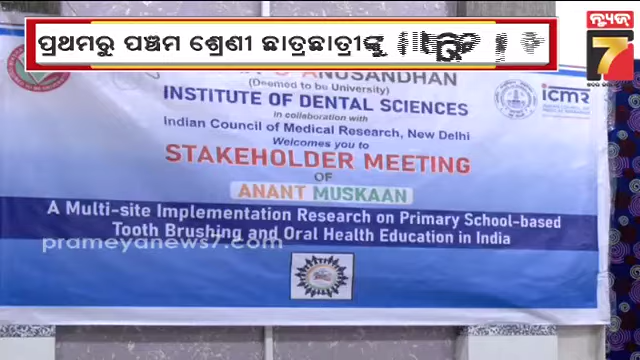 ପ୍ରଥମରୁ ପଞ୍ଚମ ଶ୍ରେଣୀ ଛାତ୍ରଛାତ୍ରୀଙ୍କୁ
ନ୍ୟୁଜ୍
7
ANUSANDHAN
(Deemed to be University)
INSTITUTE OF DENTAL SCIENCES
in collaboration with
Indian Council of Medical Research, New Delhi
Welcomes you to
STAKEHOLDER MEETING
OF
ANANT MUSKAAN
A Multi-site Implementation Research on Primary School-based
Tooth Brushing and Oral Health Education in India
prameyanews7.com
icmr